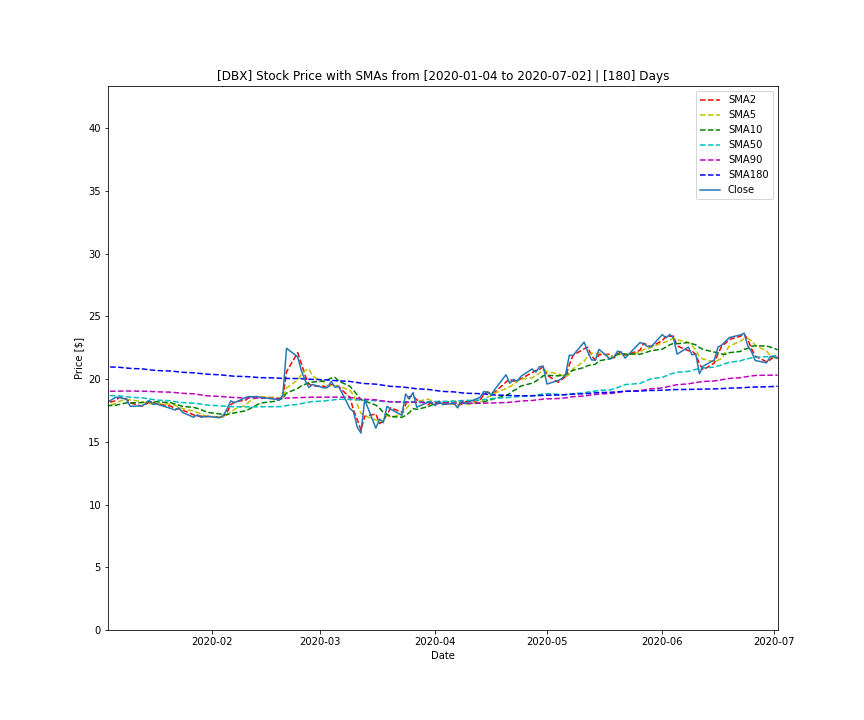 [DBX] Stock Price with SMAs from [2020-01-04 to 2020-07-02] | [180] Days
SMA2
SMA5
SMA10
SMA50
SMA90
SMA180
Close
Price [$]
40
35
30
25
20
15
10
5
0
2020-02
2020-03
2020-04
2020-05
2020-06
2020-07
Date